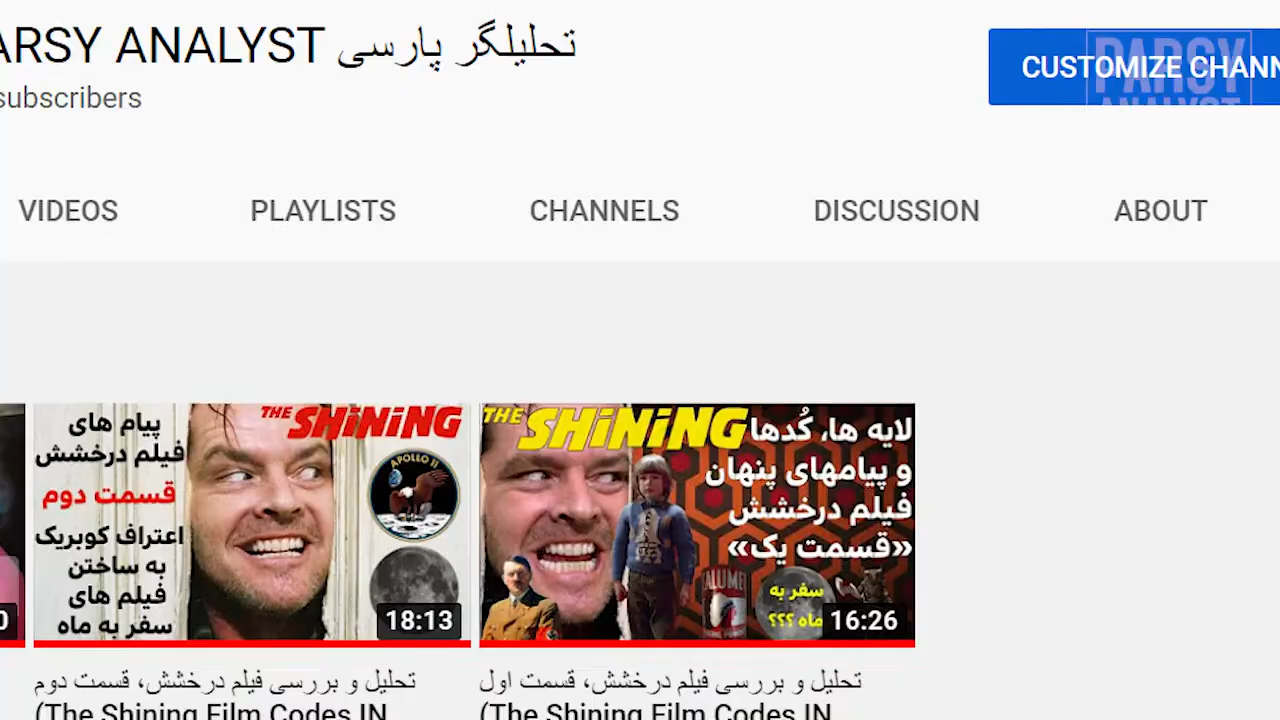 ARSY ANALYST تحلیلگر پارسی
subscribers
CUSTOMIZE CHANN
PARSY
ANALYST
VIDEOS
PLAYLISTS
CHANNELS
DISCUSSION
ABOUT
پیام های
فیلم درخشش
قسمت دوم
اعتراف کوبریک
به ساختن
فیلم های
سفر به ماه
THE SHINING
APOLLO 11
18:13
THE SHINING
لایه ها، کُدها
و پیامهای پنهان
فیلم درخشش
«قسمت یک»
سفر به
ماه ؟؟؟
CALUMET
16:26
تحلیل و بررسی فیلم درخشش، قسمت دوم
(The Shining Film Codes IN
تحلیل و بررسی فیلم درخشش، قسمت اول
(The Shining Film Codes IN